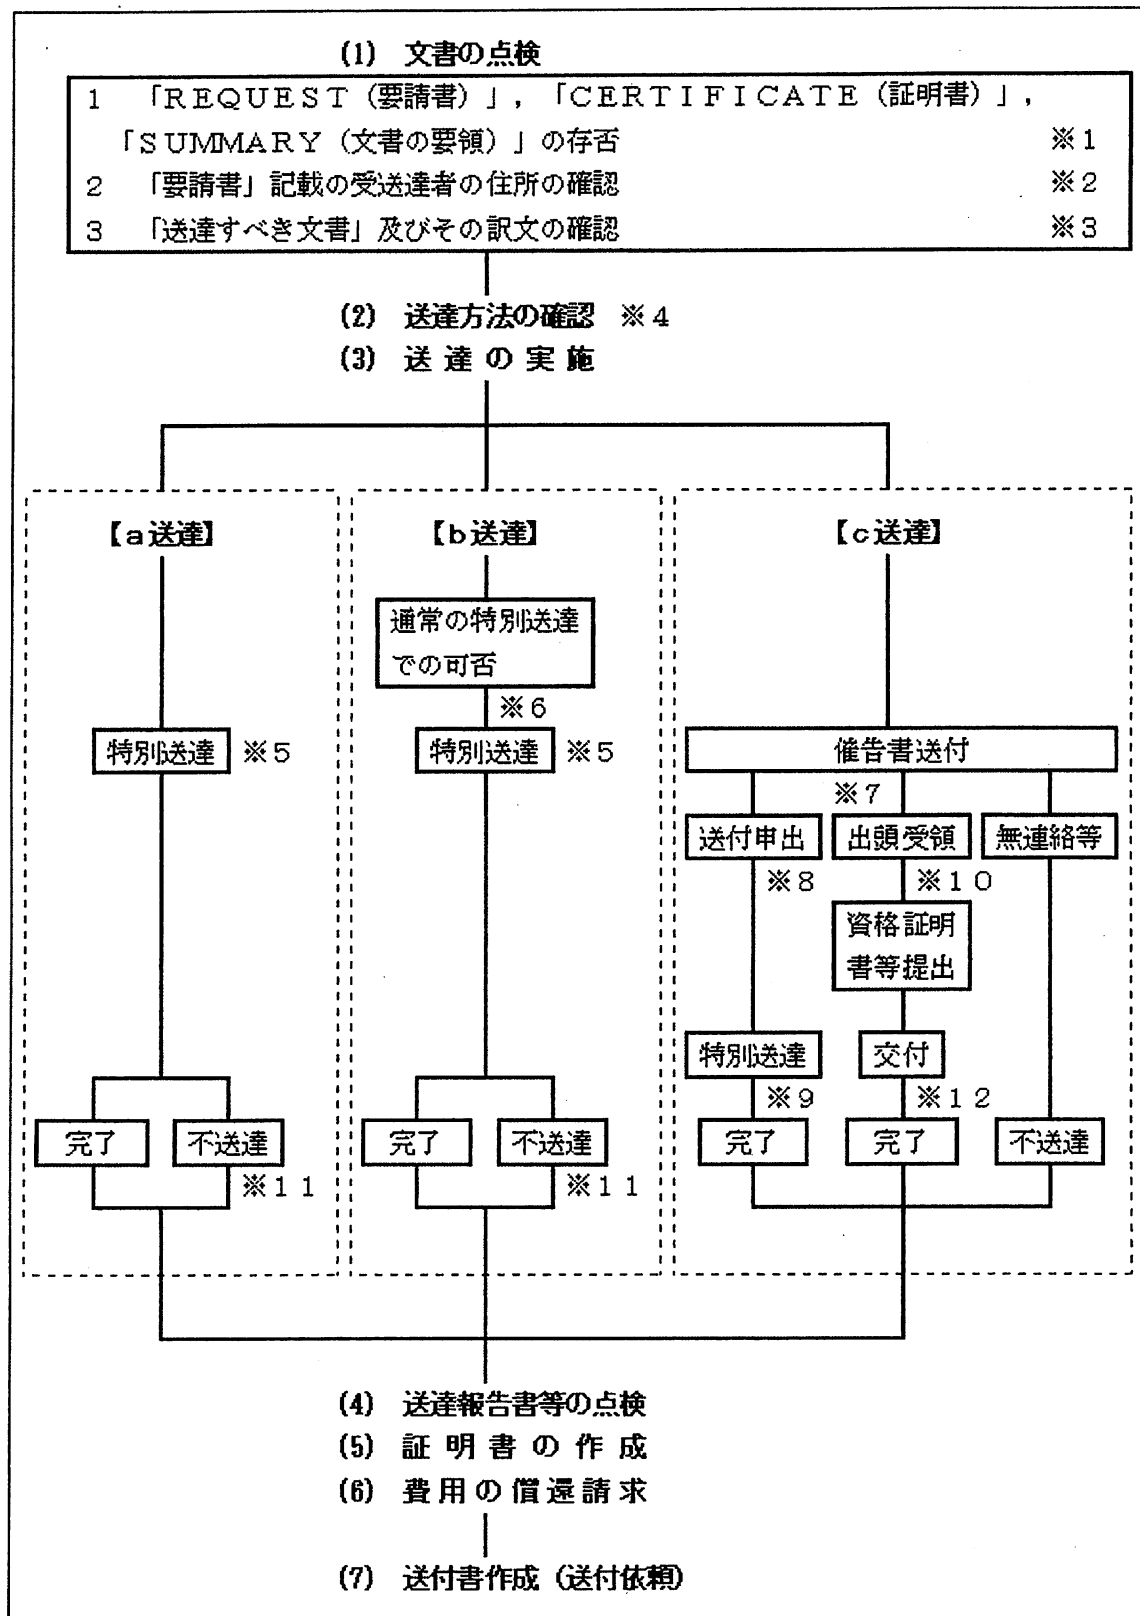 (1) 文書の点検
1 「REQUEST（要請書）」，「CERTIFICATE（証明書）」，
「SUMMARY（文書の要領）」の存否 ※1
2 「要請書」記載の受送達者の住所の確認 ※2
3 「送達すべき文書」及びその訳文の確認 ※3
(2) 送達方法の確認 ※4
(3) 送達の実施
【a送達】
特別送達 ※5
完了
不送達
※11
【b送達】
通常の特別送達
での可否
※6
特別送達 ※5
完了
不送達
※11
【c送達】
催告書送付
※7
送付申出
※8
特別送達
※9
完了
出頭受領
※10
資格証明
書等提出
交付
※12
完了
無連絡等
不送達
(4) 送達報告書等の点検
(5) 証明書の作成
(6) 費用の償還請求
(7) 送付書作成（送付依頼）